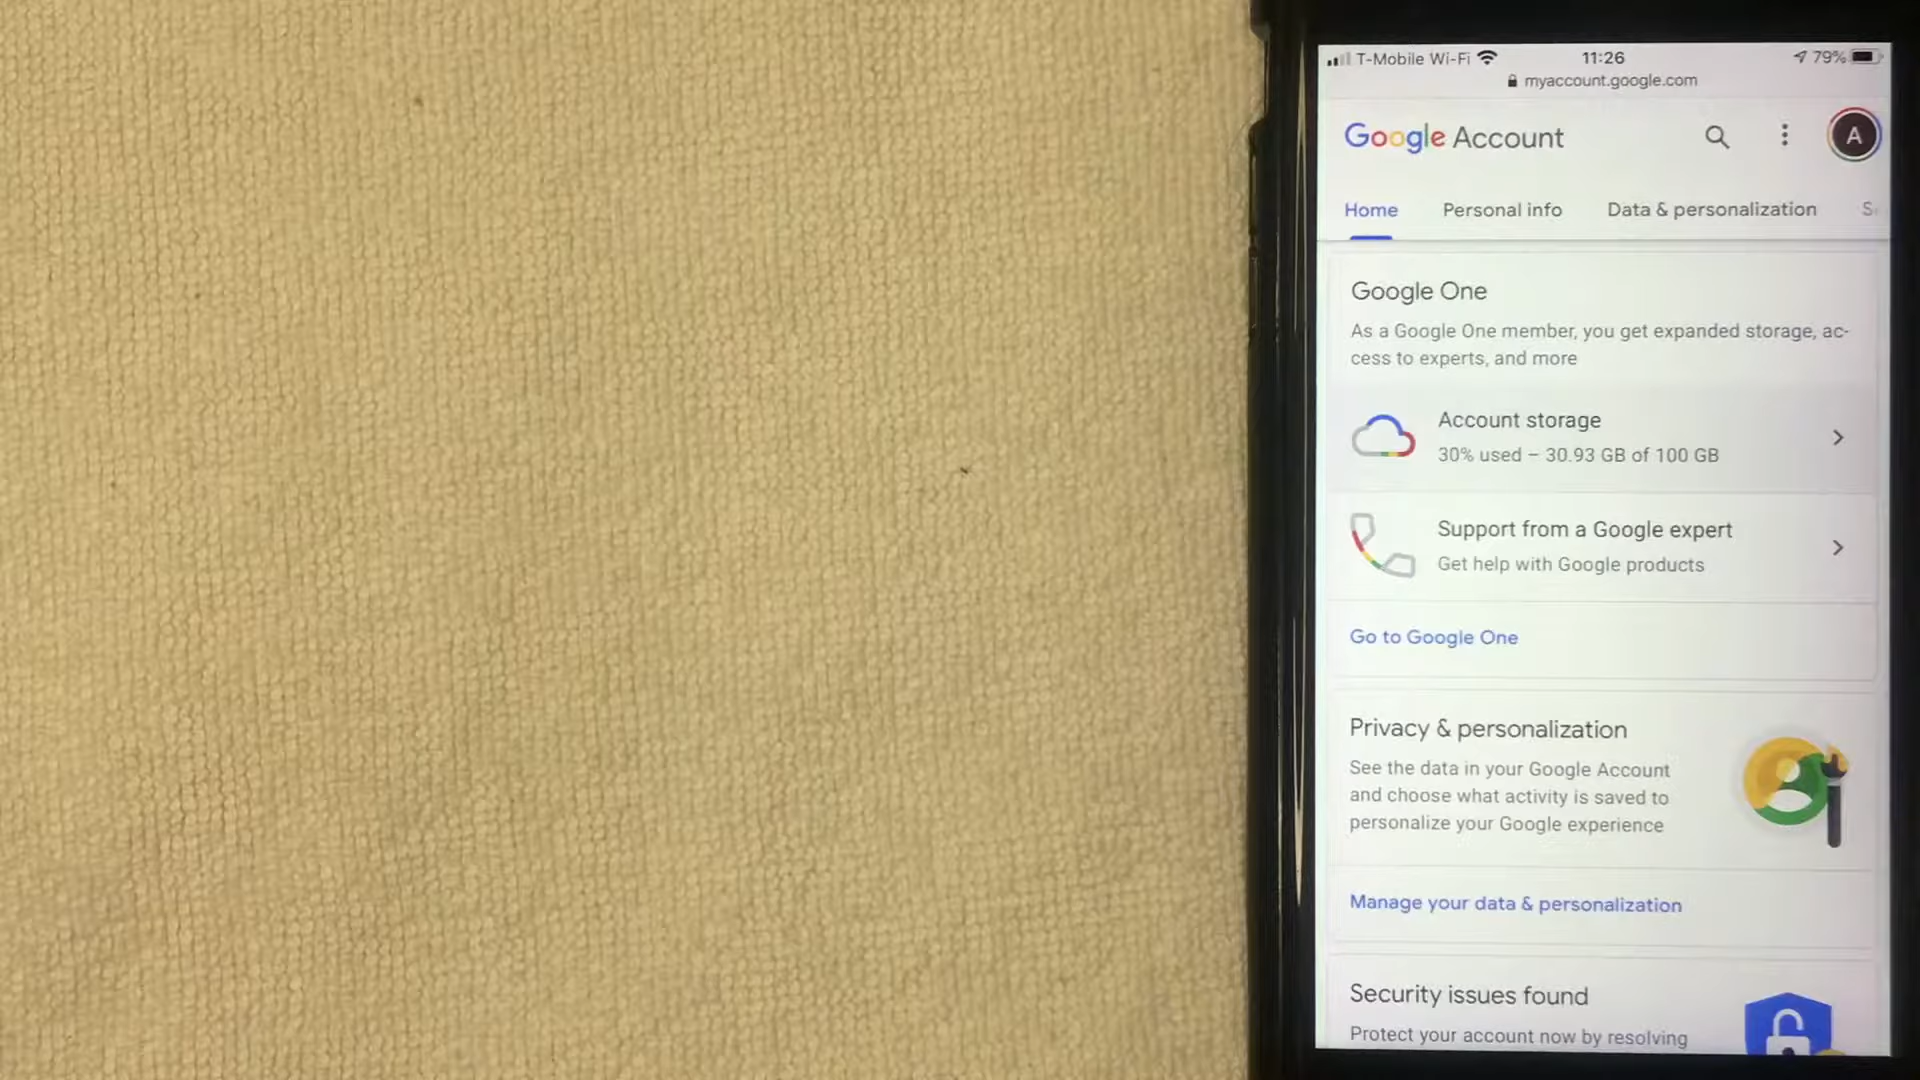 T-Mobile Wi-Fi 11:26 79%
myaccount.google.com
Google Account A
Home Personal info Data & personalization
Google One
As a Google One member, you get expanded storage, ac-
cess to experts, and more
Account storage
30% used – 30.93 GB of 100 GB
Support from a Google expert
Get help with Google products
Go to Google One
Privacy & personalization
See the data in your Google Account
and choose what activity is saved to
personalize your Google experience
Manage your data & personalization
Security issues found
Protect your account now by resolving